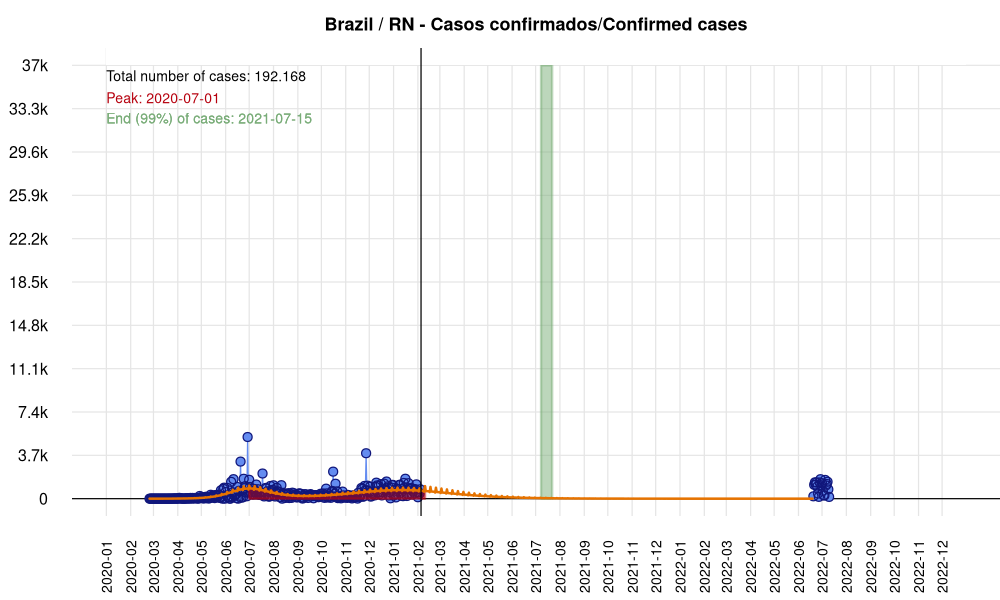 Brazil / RN - Casos confirmados/Confirmed cases
Total number of cases: 192.168
Peak: 2020-07-01
End (99%) of cases: 2021-07-15
37k
33.3k
29.6k
25.9k
22.2k
18.5k
14.8k
11.1k
7.4k
3.7k
0
2020-01
2020-02
2020-03
2020-04
2020-05
2020-06
2020-07
2020-08
2020-09
2020-10
2020-11
2020-12
2021-01
2021-02
2021-03
2021-04
2021-05
2021-06
2021-07
2021-08
2021-09
2021-10
2021-11
2021-12
2022-01
2022-02
2022-03
2022-04
2022-05
2022-06
2022-07
2022-08
2022-09
2022-10
2022-11
2022-12